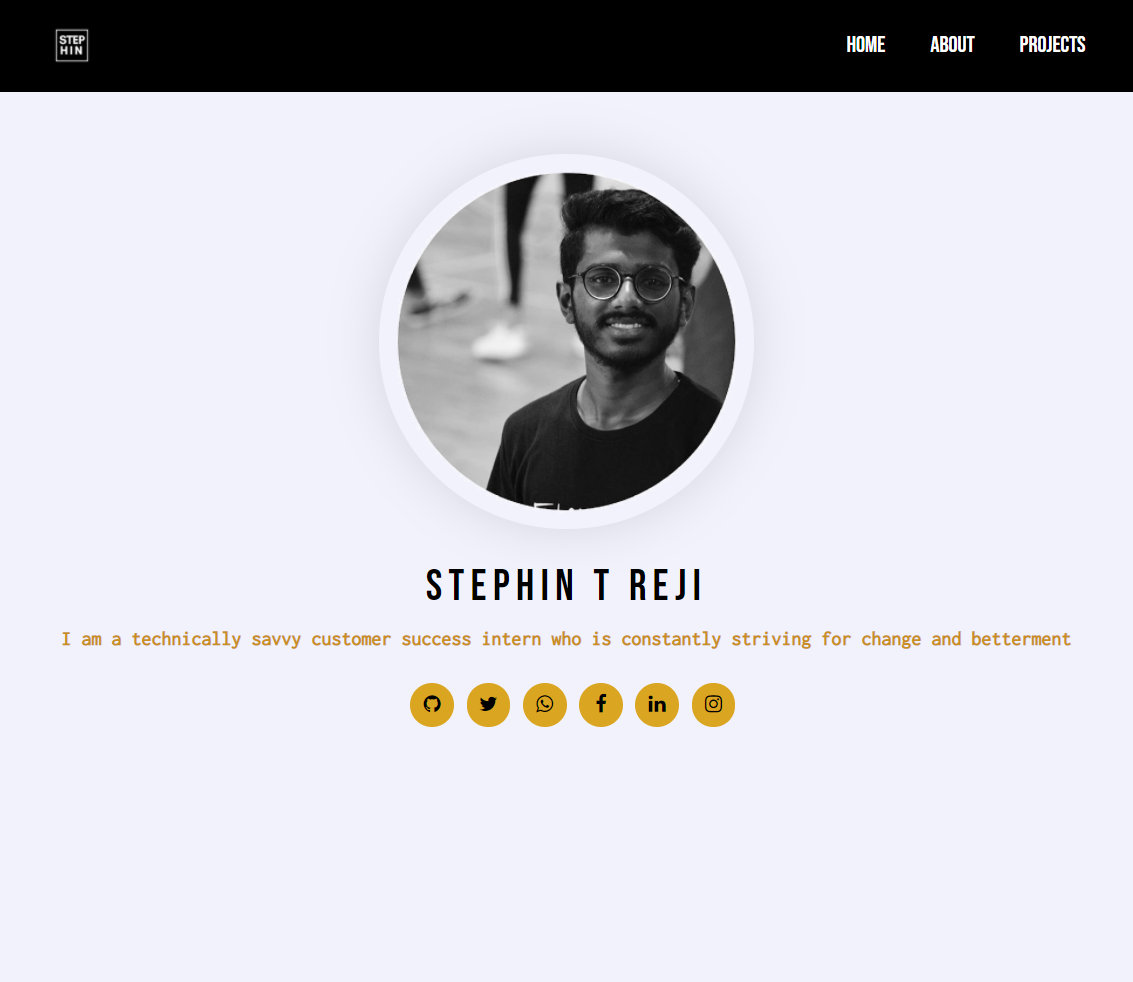 STEP
HIN
HOME ABOUT PROJECTS
STEPHIN T REJI
I am a technically savvy customer success intern who is constantly striving for change and betterment